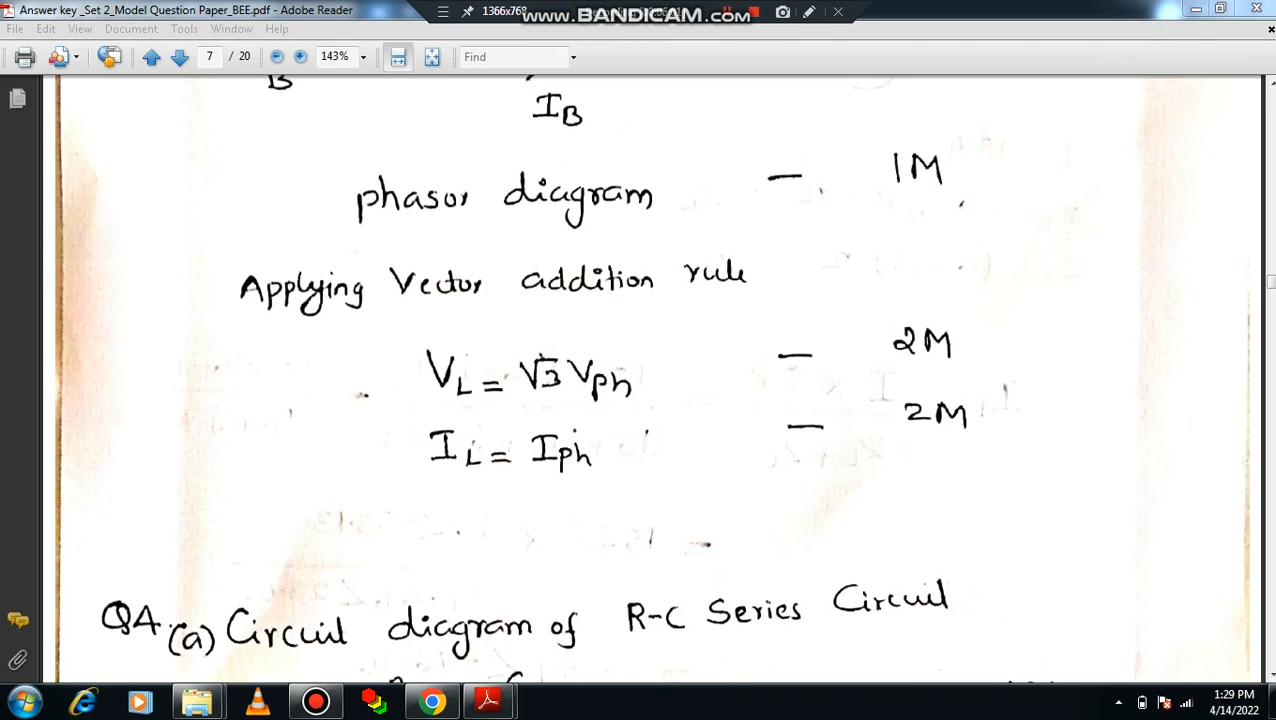 Answer key _Set 2_Model Question Paper_BEE.pdf - Adobe Reader
1366x768
www.BANDICAM.com
File Edit View Document Tools Window Help
7 / 20
143%
Find
B
IB
phasor diagram — 1M
Applying Vector addition rule
VL = √3 Vph — 2M
IL = Iph — 2M
Q4. (a) Circuit diagram of R-C Series Circuit
1:29 PM
4/14/2022